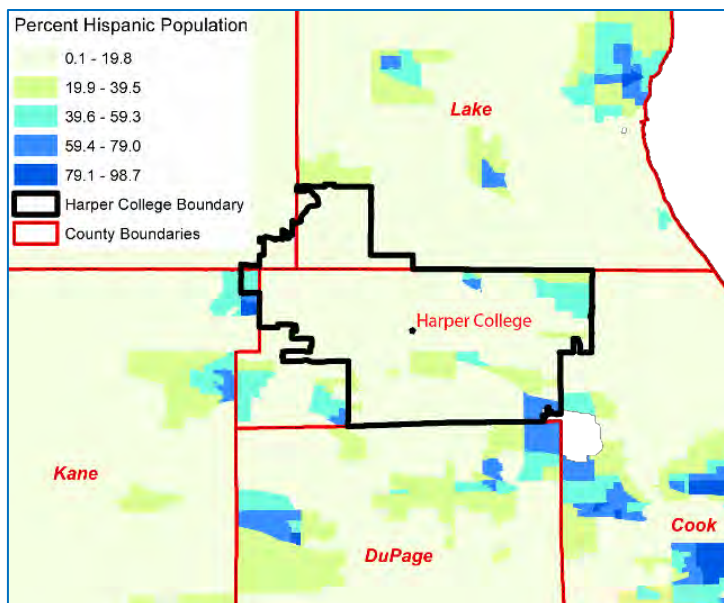 Percent Hispanic Population
0.1 - 19.8
19.9 - 39.5
39.6 - 59.3
59.4 - 79.0
79.1 - 98.7
Harper College Boundary
County Boundaries
Lake
Harper College
Kane
DuPage
Cook